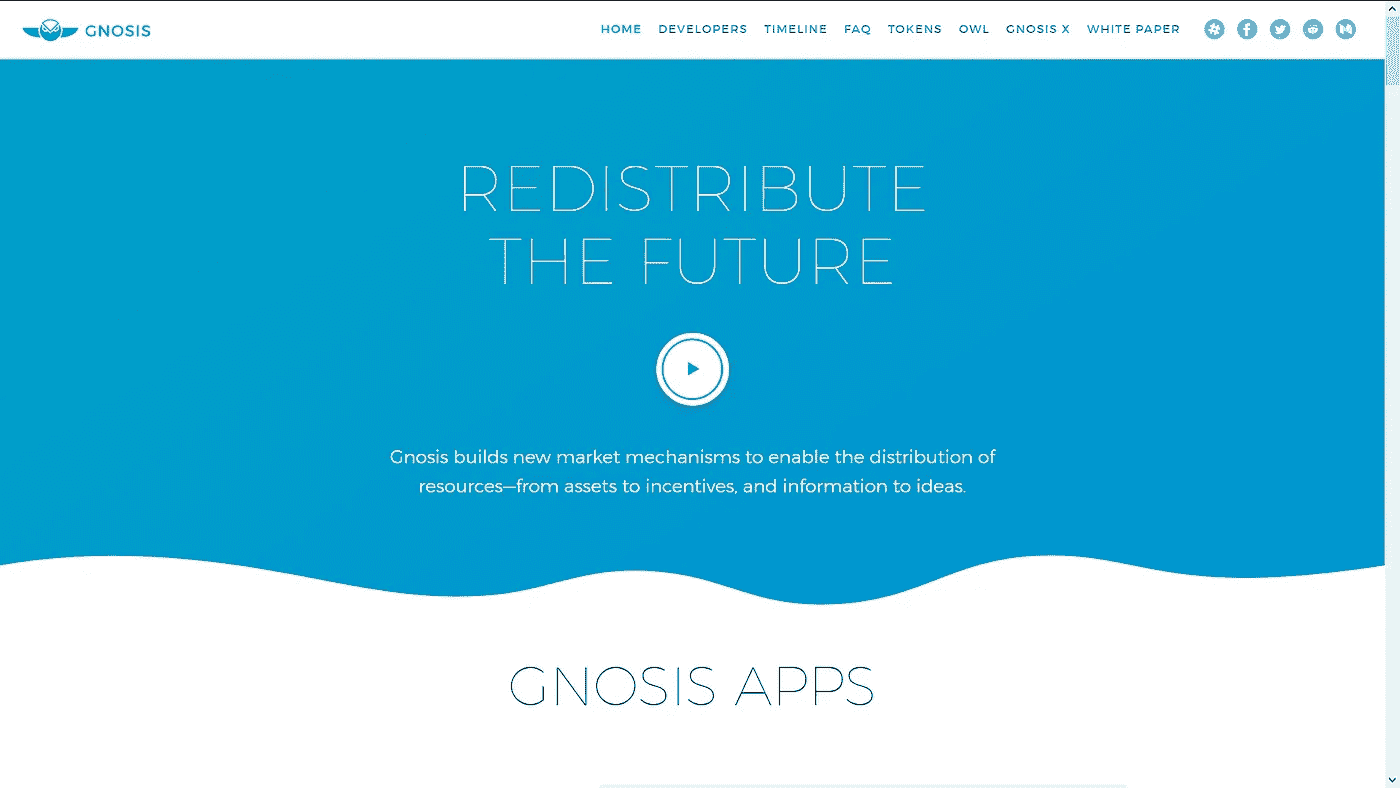 GNOSIS
HOME DEVELOPERS TIMELINE FAQ TOKENS OWL GNOSIS X WHITE PAPER
REDISTRIBUTE
THE FUTURE
Gnosis builds new market mechanisms to enable the distribution of
resources—from assets to incentives, and information to ideas.
GNOSIS APPS